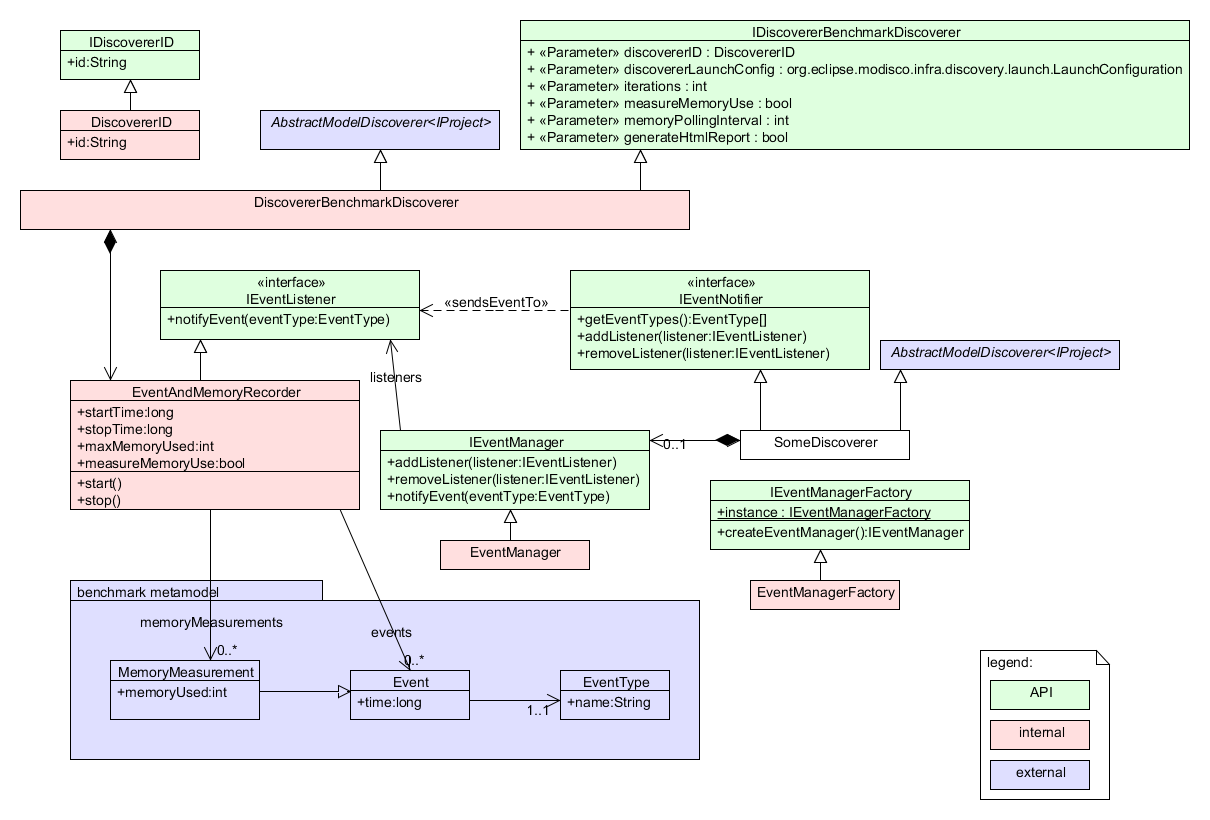 IDiscovererID
+id:String
DiscovererID
+id:String
AbstractModelDiscoverer<IProject>
IDiscovererBenchmarkDiscoverer
+ «Parameter» discovererID : DiscovererID
+ «Parameter» discovererLaunchConfig : org.eclipse.modisco.infra.discovery.launch.LaunchConfiguration
+ «Parameter» iterations : int
+ «Parameter» measureMemoryUse : bool
+ «Parameter» memoryPollingInterval : int
+ «Parameter» generateHtmlReport : bool
DiscovererBenchmarkDiscoverer
«interface»
IEventListener
+notifyEvent(eventType:EventType)
«sendsEventTo»
«interface»
IEventNotifier
+getEventTypes():EventType[]
+addListener(listener:IEventListener)
+removeListener(listener:IEventListener)
AbstractModelDiscoverer<IProject>
listeners
EventAndMemoryRecorder
+startTime:long
+stopTime:long
+maxMemoryUsed:int
+measureMemoryUse:bool
+start()
+stop()
IEventManager
+addListener(listener:IEventListener)
+removeListener(listener:IEventListener)
+notifyEvent(eventType:EventType)
0..1
SomeDiscoverer
IEventManagerFactory
+instance : IEventManagerFactory
+createEventManager():IEventManager
EventManager
EventManagerFactory
benchmark metamodel
memoryMeasurements
0..*
events
0..*
MemoryMeasurement
+memoryUsed:int
Event
+time:long
1..1
EventType
+name:String
legend:
API
internal
external